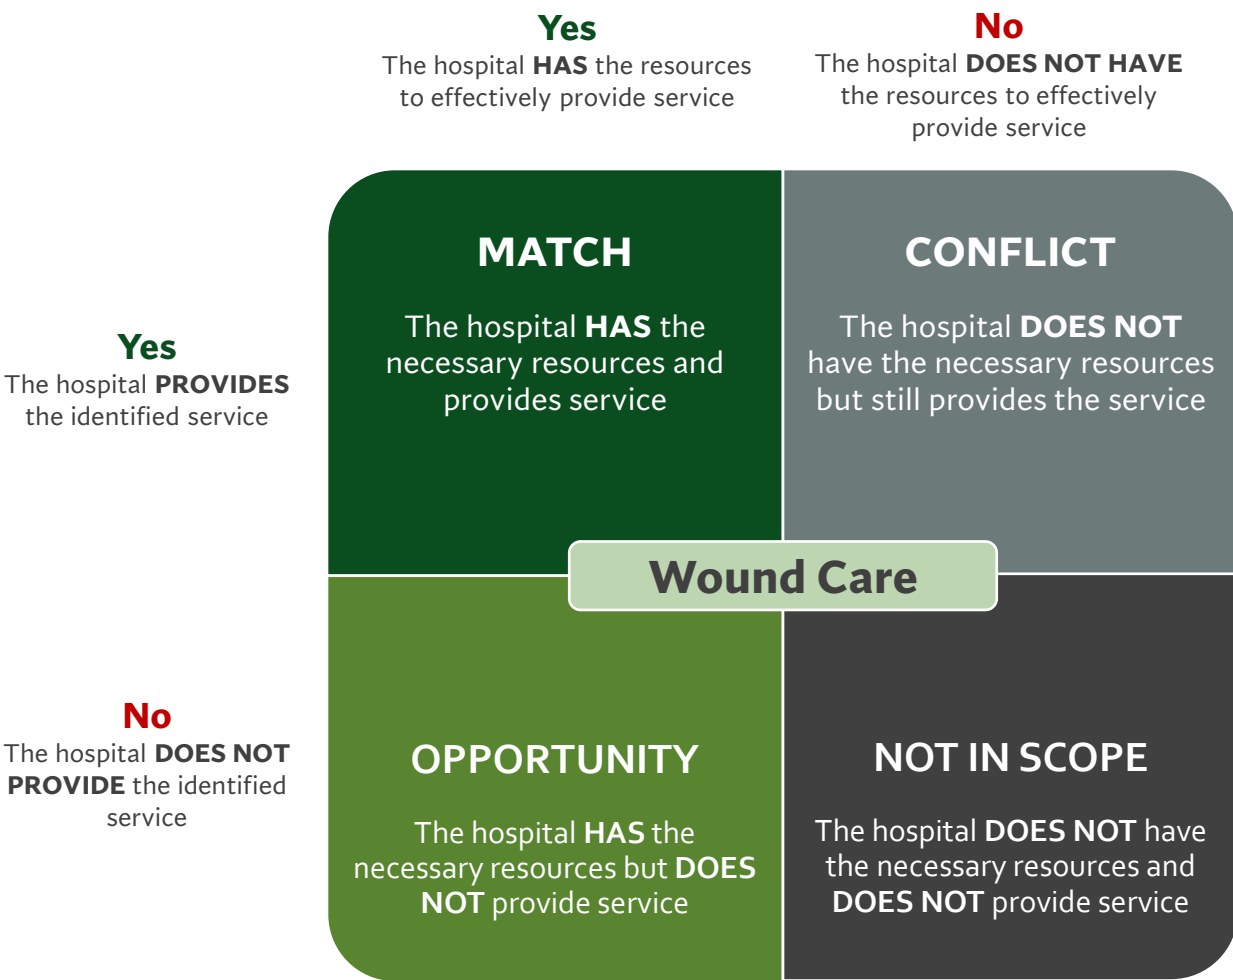 Yes
The hospital HAS the resources
to effectively provide service
No
The hospital DOES NOT HAVE
the resources to effectively
provide service
Yes
The hospital PROVIDES
the identified service
MATCH
The hospital HAS the
necessary resources and
provides service
CONFLICT
The hospital DOES NOT
have the necessary resources
but still provides the service
Wound Care
No
The hospital DOES NOT
PROVIDE the identified
service
OPPORTUNITY
The hospital HAS the
necessary resources but DOES
NOT provide service
NOT IN SCOPE
The hospital DOES NOT have
the necessary resources and
DOES NOT provide service